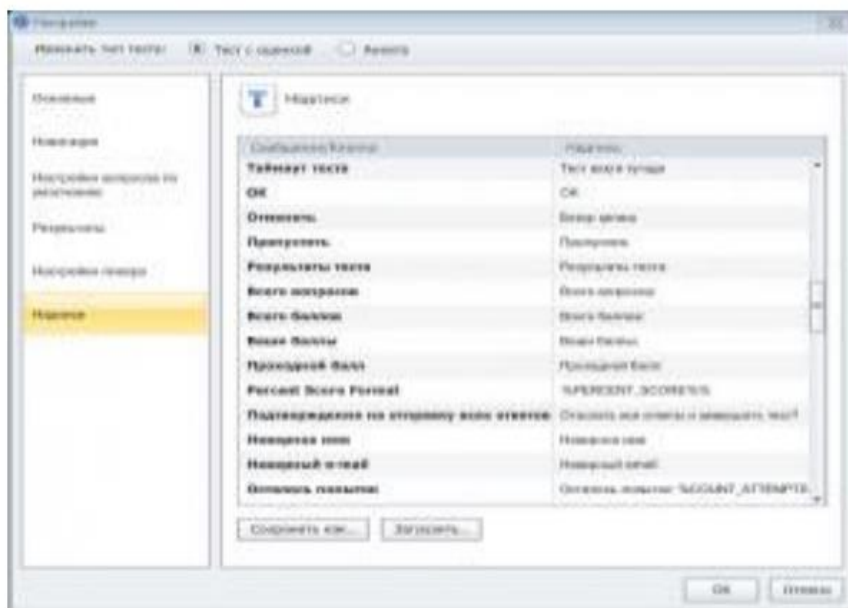 Настройки
Изменить тип теста: Тест с оценкой Анкета
Основные
Навигация
Настройки вопросов по
умолчанию
Результаты
Настройки плеера
Надписи
Надписи
Сообщение/Кнопка Надпись
Таймаут теста Тест
OK OK
Отменить
Пропустить Пропустить
Результаты теста Результаты теста
Всего вопросов Всего вопросов
Всего баллов Всего баллов
Ваши баллы Ваши баллы
Проходной балл Проходной балл
Percent Score Format %PERCENT_SCORE%%
Подтверждение на отправку всех ответов Отослать все ответы и завершить тест?
Неверное имя Неверное имя
Неверный e-mail Неверный email
Осталось попыток Осталось попыток: %COUNT_ATTEMPTS
Сохранить как... Загрузить...
OK Отмена